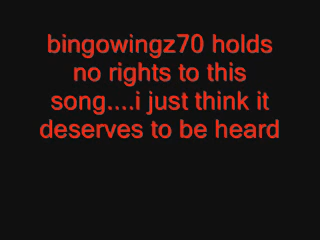 bingowingz70 holds
no rights to this
song....i just think it
deserves to be heard